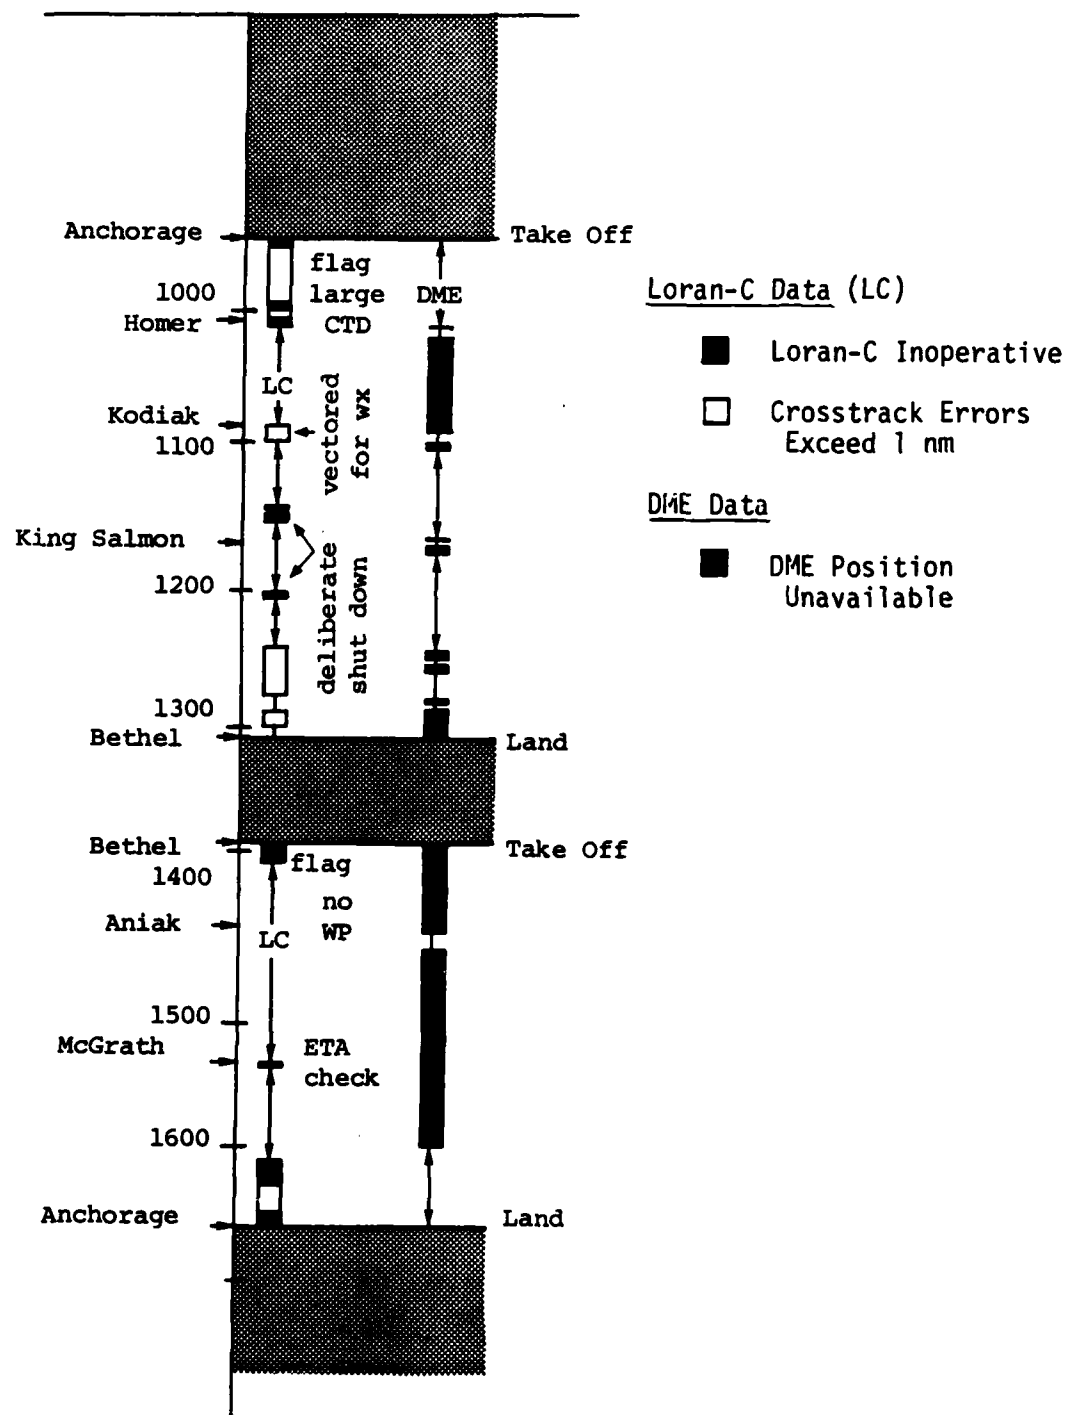 Anchorage
Take Off
flag
large
CTD
DME
1000
Homer
LC
Kodiak
1100
vectored
for wx
King Salmon
1200
deliberate
shut down
1300
Bethel
Land
Bethel
Take Off
flag
1400
no
WP
Aniak
LC
1500
McGrath
ETA
check
1600
Anchorage
Land
Loran-C Data (LC)
Loran-C Inoperative
Crosstrack Errors
Exceed 1 nm
DME Data
DME Position
Unavailable